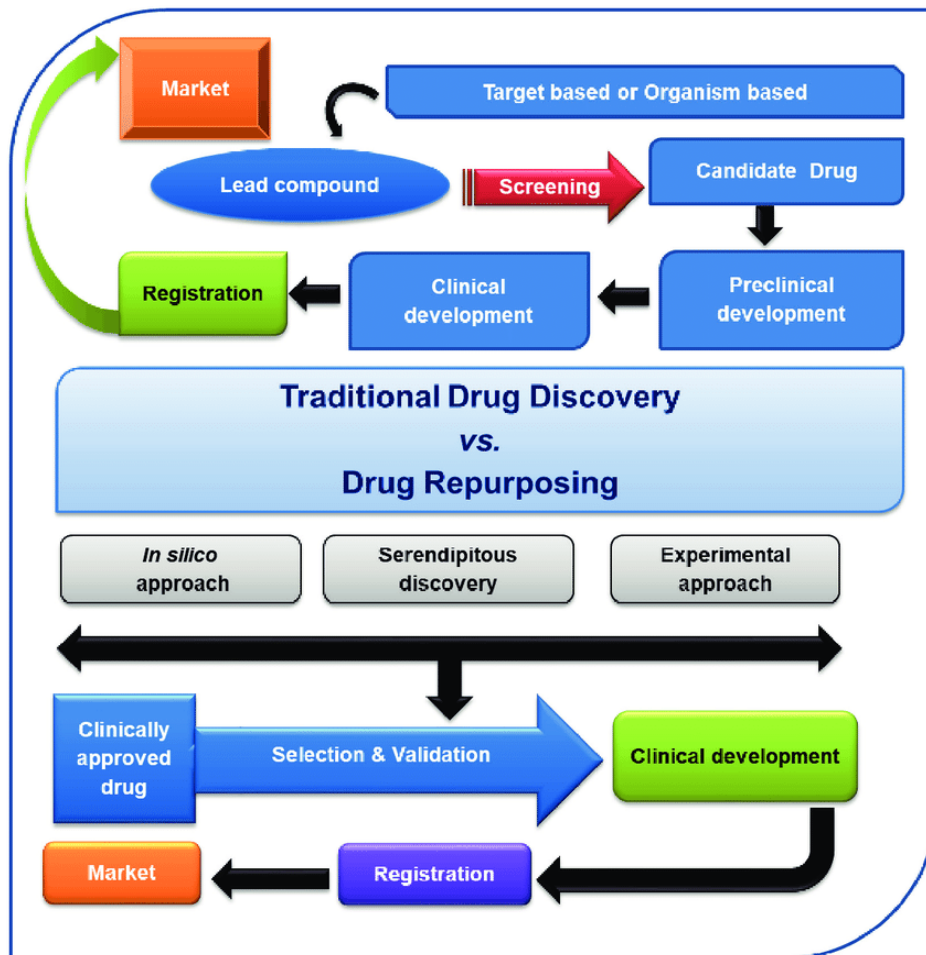 Market
Target based or Organism based
Lead compound
Screening
Candidate Drug
Registration
Clinical
development
Preclinical
development
Traditional Drug Discovery
vs.
Drug Repurposing
In silico
approach
Serendipitous
discovery
Experimental
approach
Clinically
approved
drug
Selection & Validation
Clinical development
Market
Registration